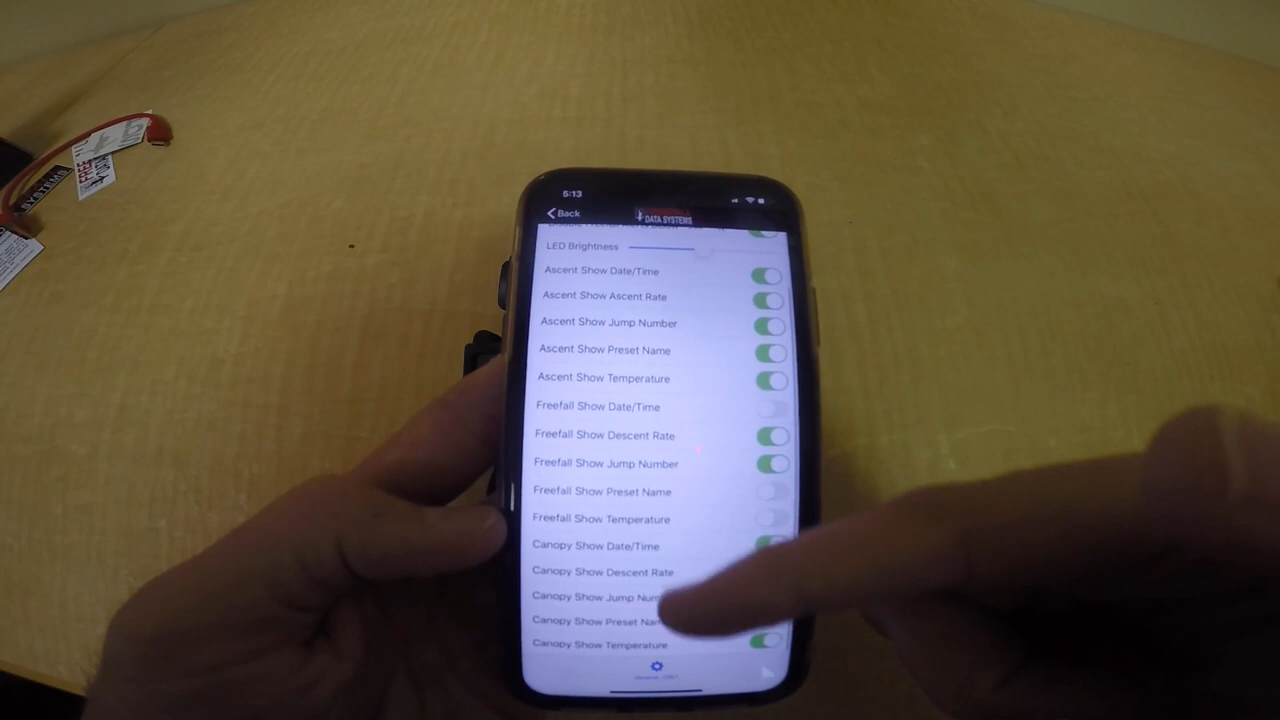 5:13
Back
DATA SYSTEMS
LED Brightness
Ascent Show Date/Time
Ascent Show Ascent Rate
Ascent Show Jump Number
Ascent Show Preset Name
Ascent Show Temperature
Freefall Show Date/Time
Freefall Show Descent Rate
Freefall Show Jump Number
Freefall Show Preset Name
Freefall Show Temperature
Canopy Show Date/Time
Canopy Show Descent Rate
Canopy Show Jump Num
Canopy Show Preset Na
Canopy Show Temperature
SYSTEMS
FREE